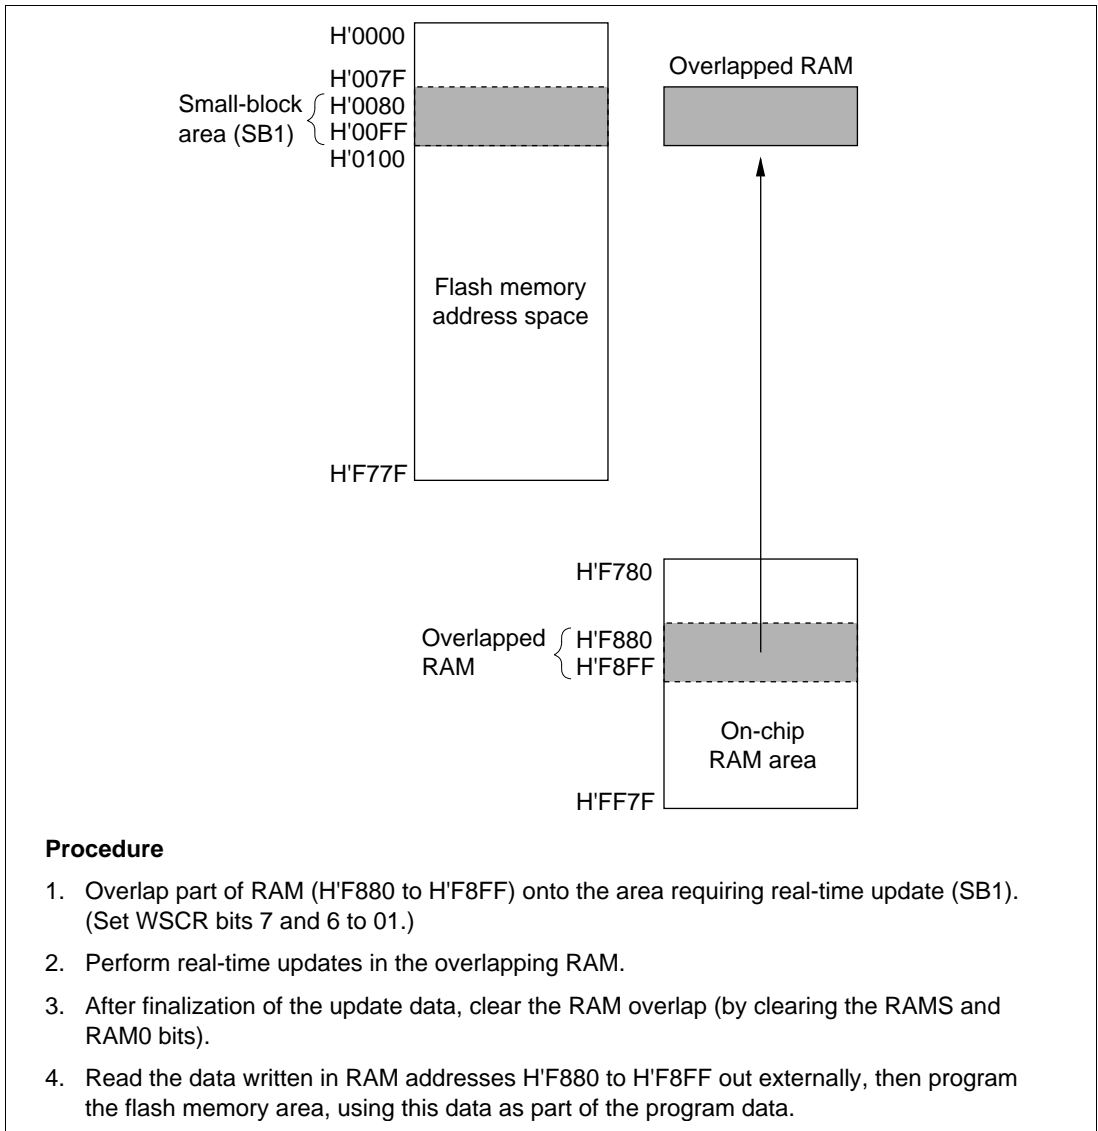 H'0000
H'007F
Small-block
area (SB1)
H'0080
H'00FF
H'0100
Overlapped RAM
Flash memory
address space
H'F77F
H'F780
Overlapped
RAM
H'F880
H'F8FF
On-chip
RAM area
H'FF7F
Procedure
1. Overlap part of RAM (H'F880 to H'F8FF) onto the area requiring real-time update (SB1).
(Set WSCR bits 7 and 6 to 01.)
2. Perform real-time updates in the overlapping RAM.
3. After finalization of the update data, clear the RAM overlap (by clearing the RAMS and
RAM0 bits).
4. Read the data written in RAM addresses H'F880 to H'F8FF out externally, then program
the flash memory area, using this data as part of the program data.